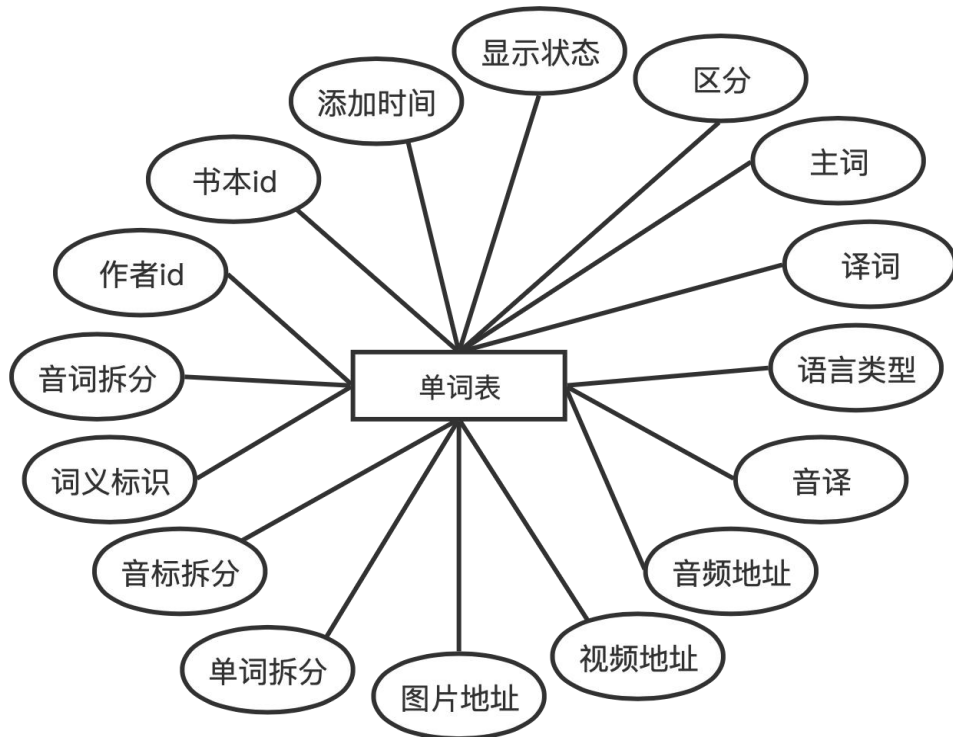 显示状态
区分
添加时间
主词
书本id
译词
作者id
语言类型
音词拆分
单词表
词义标识
音译
音标拆分
音频地址
单词拆分
视频地址
图片地址